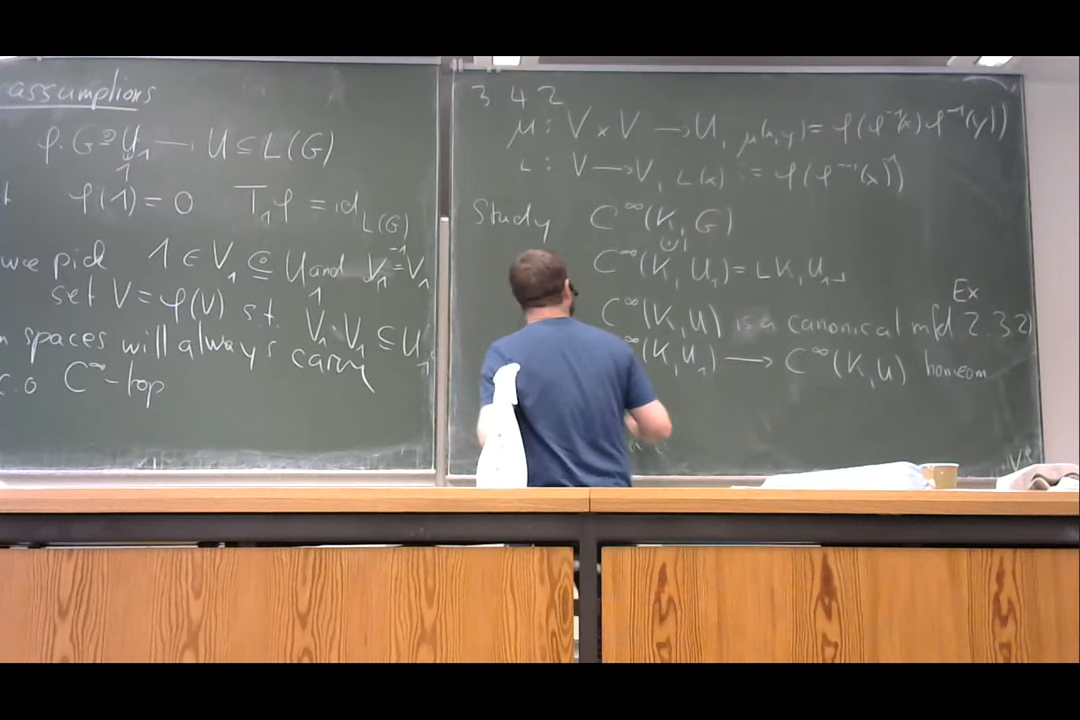 assumptions
φ: G ⊇ U₁ → U ⊆ L(G)
1
φ(1) = 0 T₁φ = id_{L(G)}
we pick 1 ∈ V₁ ⊆ U₁ and V₁⁻¹ = V₁
set V = φ(V) s.t. V₁ V₁ ⊆ U₁
spaces will always carry
c.o C^∞-top
3.4.2
μ: V × V → U, μ(x,y) = φ(φ⁻¹(x) φ⁻¹(y))
ι: V → V, ι(x) := φ(φ⁻¹(x)⁻¹)
Study C^∞(K, G)
∪|
C^∞(K, U₁) = ⌊K, U₁⌋
Ex
C^∞(K, U) is a canonical mfd 2.3.2)
^∞(K, U₁) → C^∞(K, U) homeom